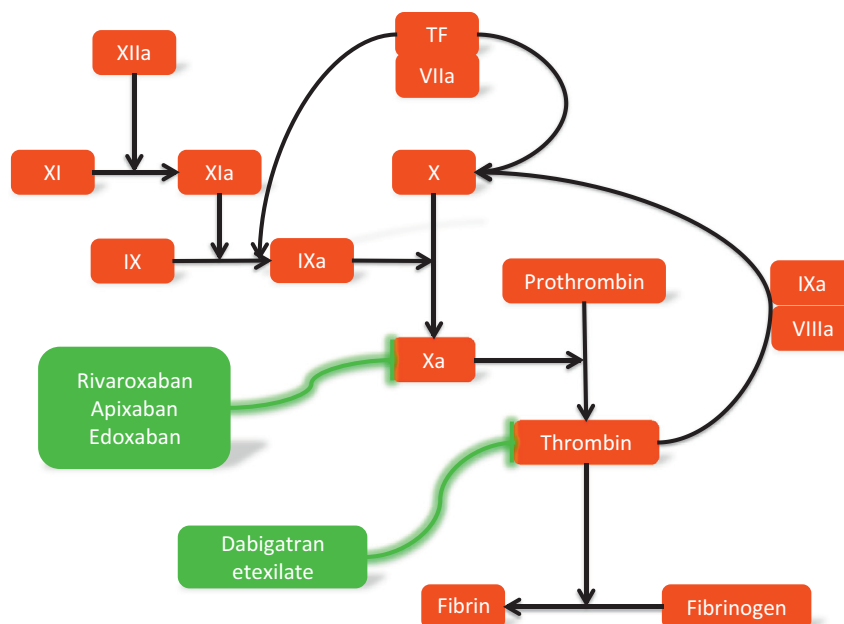 TF
XIIa
VIIa
XI
XIa
X
IX
IXa
Prothrombin
IXa
VIIIa
Xa
Rivaroxaban
Apixaban
Edoxaban
Thrombin
Dabigatran
etexilate
Fibrin
Fibrinogen